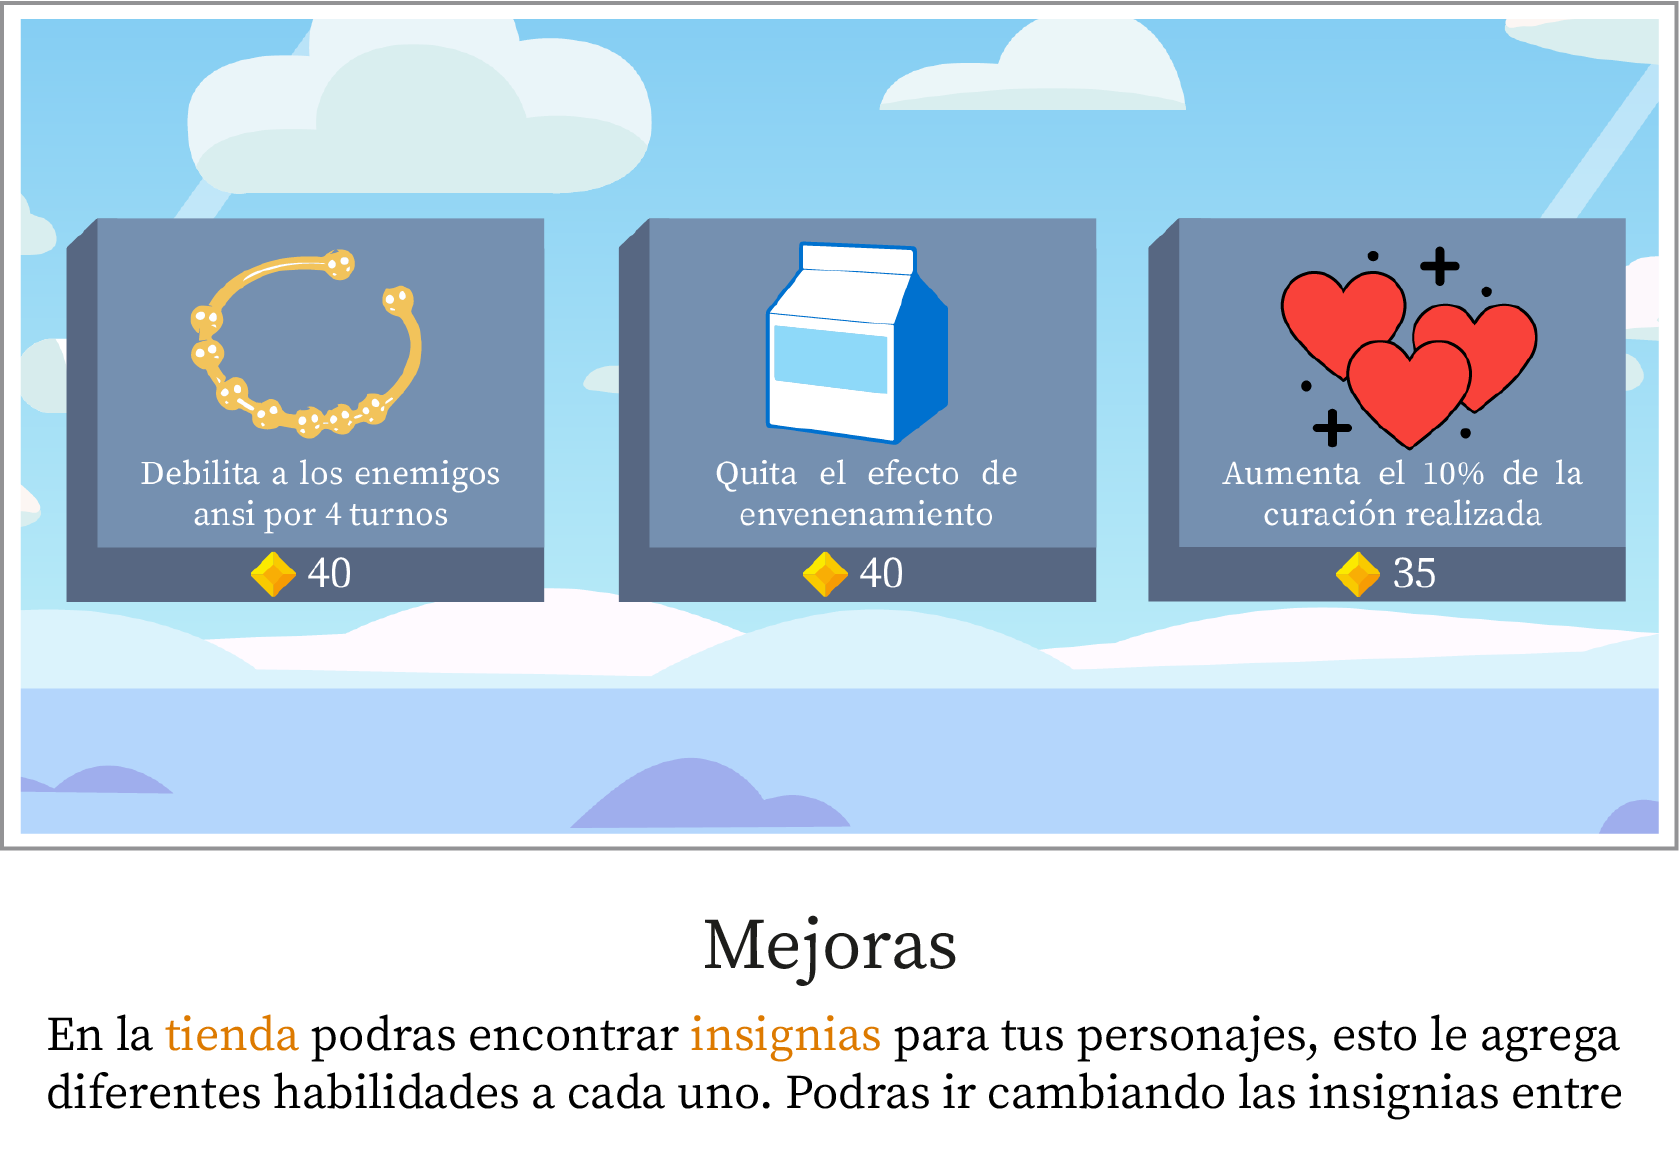 Debilita a los enemigos
ansi por 4 turnos
40
Quita el efecto de
envenenamiento
40
Aumenta el 10% de la
curación realizada
35
Mejoras
En la tienda podras encontrar insignias para tus personajes, esto le agrega
diferentes habilidades a cada uno. Podras ir cambiando las insignias entre